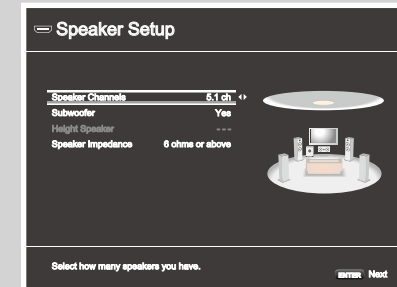 Speaker Setup
Speaker Channels 5.1 ch
Subwoofer Yes
Height Speaker ---
Speaker Impedance 6 ohms or above
Select how many speakers you have.
ENTER Next